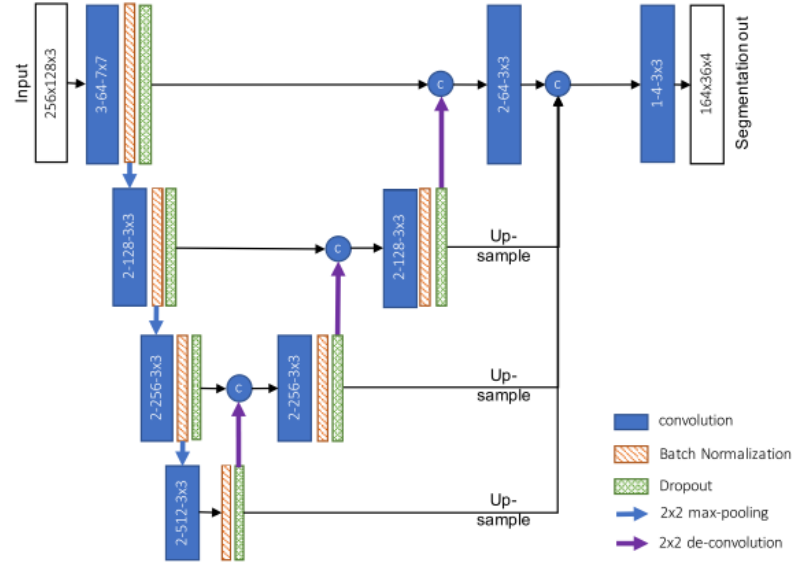 Input
256x128x3
3-64-7x7
C
2-64-3x3
C
1-4-3x3
164x36x4
Segmentation out
2-128-3x3
C
2-128-3x3
Up-
sample
2-256-3x3
C
2-256-3x3
Up-
sample
2-512-3x3
Up-
sample
convolution
Batch Normalization
Dropout
2x2 max-pooling
2x2 de-convolution